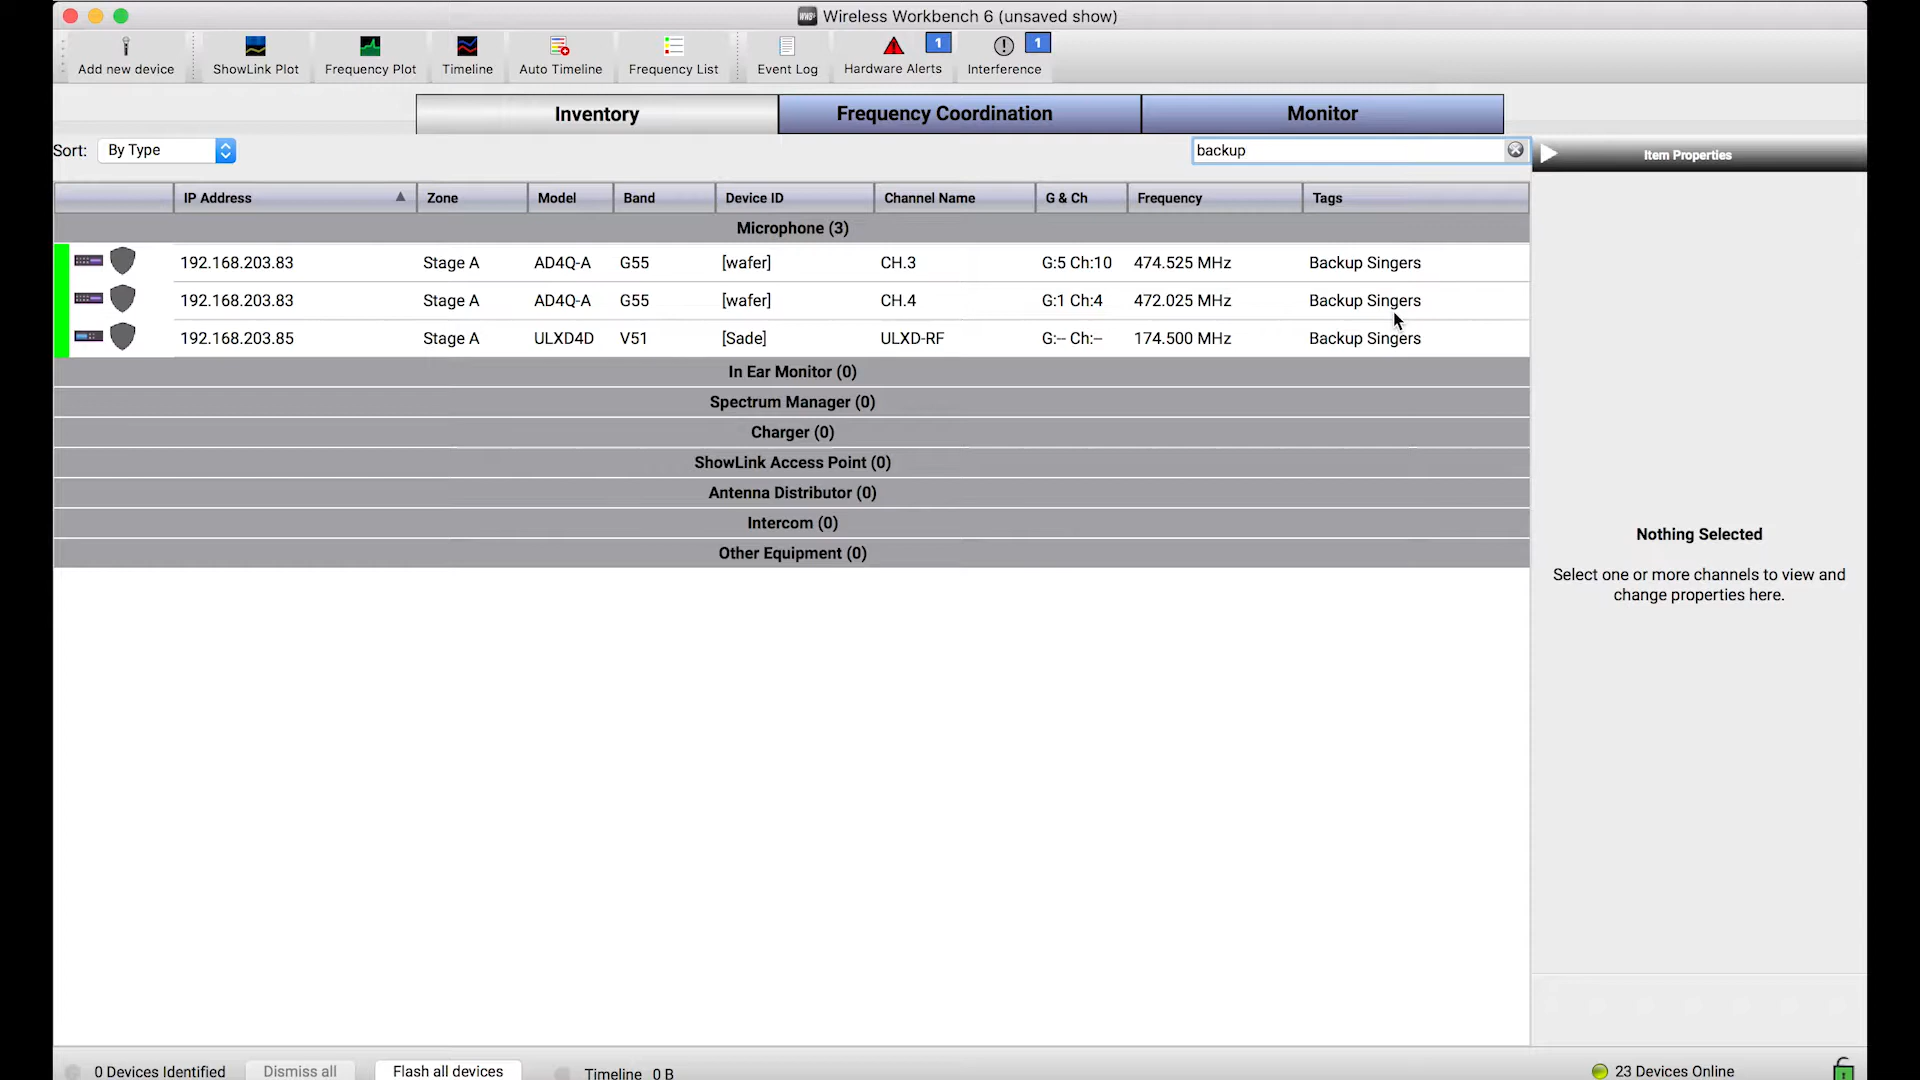 Wireless Workbench 6 (unsaved show)
1 1
Add new device ShowLink Plot Frequency Plot Timeline Auto Timeline Frequency List Event Log Hardware Alerts Interference
Inventory Frequency Coordination Monitor
Sort: By Type backup Item Properties
IP Address Zone Model Band Device ID Channel Name G & Ch Frequency Tags
Microphone (3)
192.168.203.83 Stage A AD4Q-A G55 [wafer] CH.3 G:5 Ch:10 474.525 MHz Backup Singers
192.168.203.83 Stage A AD4Q-A G55 [wafer] CH.4 G:1 Ch:4 472.025 MHz Backup Singers
192.168.203.85 Stage A ULXD4D V51 [Sade] ULXD-RF G:-- Ch:-- 174.500 MHz Backup Singers
In Ear Monitor (0)
Spectrum Manager (0)
Charger (0)
ShowLink Access Point (0)
Antenna Distributor (0)
Intercom (0)
Other Equipment (0)
Nothing Selected
Select one or more channels to view and
change properties here.
0 Devices Identified Dismiss all Flash all devices Timeline 0 B 23 Devices Online